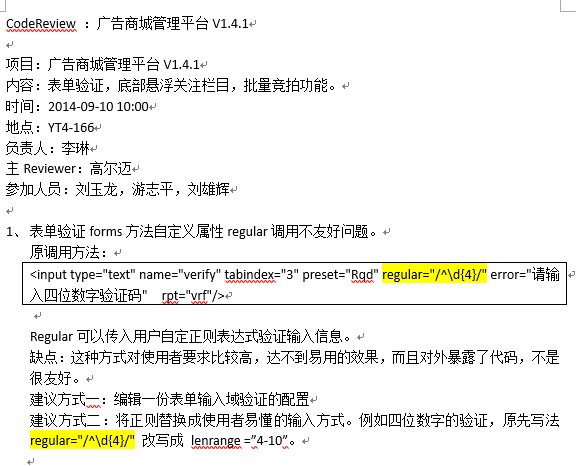 CodeReview ：广告商城管理平台 V1.4.1
项目：广告商城管理平台 V1.4.1
内容：表单验证，底部悬浮关注栏目，批量竞拍功能。
时间：2014-09-10 10:00
地点：YT4-166
负责人：李琳
主 Reviewer：高尔迈
参加人员：刘玉龙，游志平，刘雄辉
1、 表单验证 forms 方法自定义属性 regular 调用不友好问题。
原调用方法：
<input type="text" name="verify" tabindex="3" preset="Rqd" regular="/^\d{4}/" error="请输
入四位数字验证码" rpt="vrf"/>
Regular 可以传入用户自定正则表达式验证输入信息。
缺点：这种方式对使用者要求比较高，达不到易用的效果，而且对外暴露了代码，不是
很友好。
建议方式一：编辑一份表单输入域验证的配置
建议方式二：将正则替换成使用者易懂的输入方式。例如四位数字的验证，原先写法
regular="/^\d{4}/" 改写成 lenrange =”4-10”。